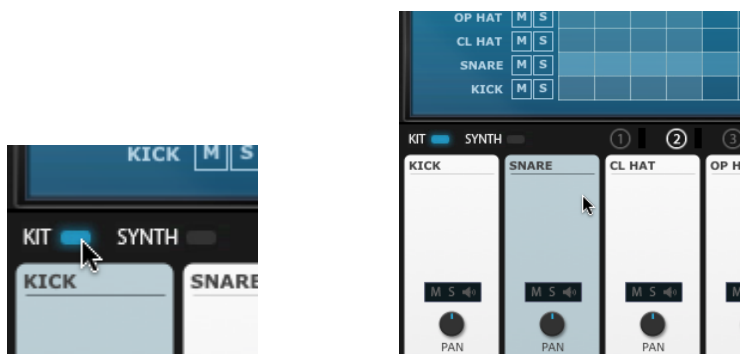 KICK M S
KIT SYNTH
KICK SNARE
OP HAT M S
CL HAT M S
SNARE M S
KICK M S
KIT SYNTH 1 2 3
KICK SNARE CL HAT OP H
M S M S M S M
PAN PAN PAN